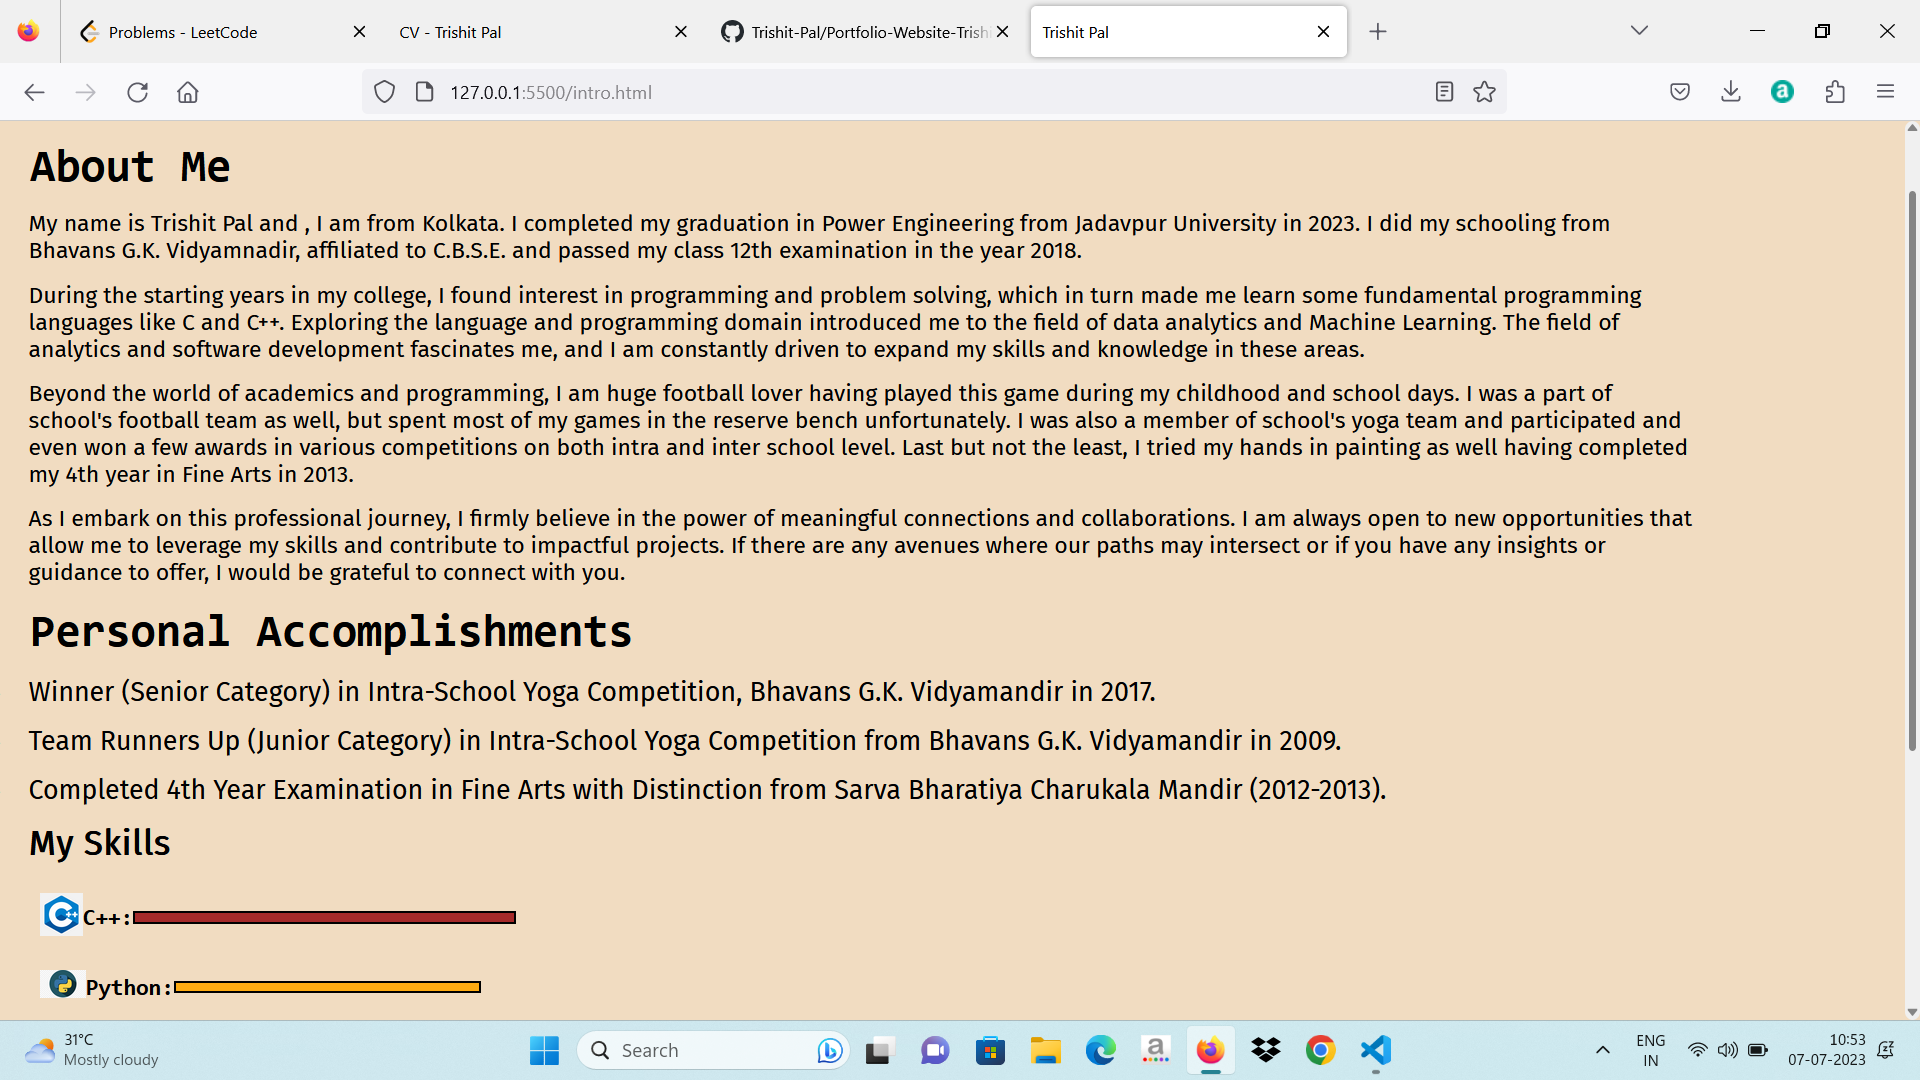 Problems - LeetCode
CV - Trishit Pal
Trishit-Pal/Portfolio-Website-Trishi
Trishit Pal
127.0.0.1:5500/intro.html
About Me
My name is Trishit Pal and , I am from Kolkata. I completed my graduation in Power Engineering from Jadavpur University in 2023. I did my schooling from
Bhavans G.K. Vidyamnadir, affiliated to C.B.S.E. and passed my class 12th examination in the year 2018.
During the starting years in my college, I found interest in programming and problem solving, which in turn made me learn some fundamental programming
languages like C and C++. Exploring the language and programming domain introduced me to the field of data analytics and Machine Learning. The field of
analytics and software development fascinates me, and I am constantly driven to expand my skills and knowledge in these areas.
Beyond the world of academics and programming, I am huge football lover having played this game during my childhood and school days. I was a part of
school's football team as well, but spent most of my games in the reserve bench unfortunately. I was also a member of school's yoga team and participated and
even won a few awards in various competitions on both intra and inter school level. Last but not the least, I tried my hands in painting as well having completed
my 4th year in Fine Arts in 2013.
As I embark on this professional journey, I firmly believe in the power of meaningful connections and collaborations. I am always open to new opportunities that
allow me to leverage my skills and contribute to impactful projects. If there are any avenues where our paths may intersect or if you have any insights or
guidance to offer, I would be grateful to connect with you.
Personal Accomplishments
Winner (Senior Category) in Intra-School Yoga Competition, Bhavans G.K. Vidyamandir in 2017.
Team Runners Up (Junior Category) in Intra-School Yoga Competition from Bhavans G.K. Vidyamandir in 2009.
Completed 4th Year Examination in Fine Arts with Distinction from Sarva Bharatiya Charukala Mandir (2012-2013).
My Skills
C++:
Python:
31°C
Mostly cloudy
Search
ENG
IN
10:53
07-07-2023